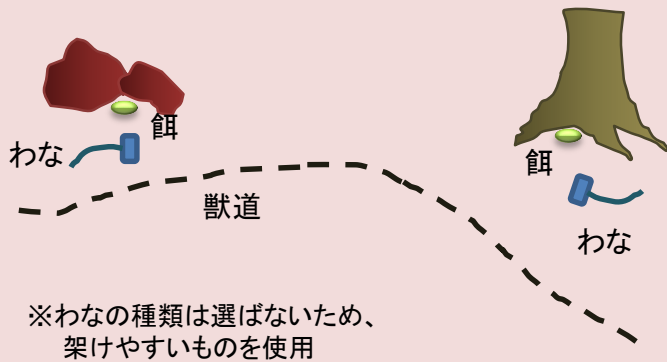 餌
わな
餌
獣道
わな
※わなの種類は選ばないため、
架けやすいものを使用